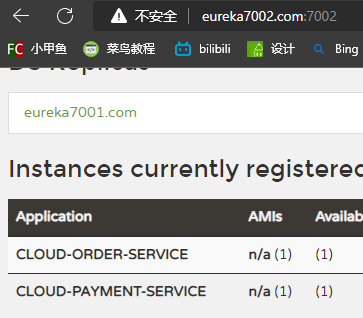 不安全 eureka7002.com:7002
FC 小甲鱼 菜鸟教程 bilibili 设计 Bing
DS Replicas
eureka7001.com
Instances currently registered
Application AMIs Availab
CLOUD-ORDER-SERVICE n/a (1) (1)
CLOUD-PAYMENT-SERVICE n/a (1) (1)